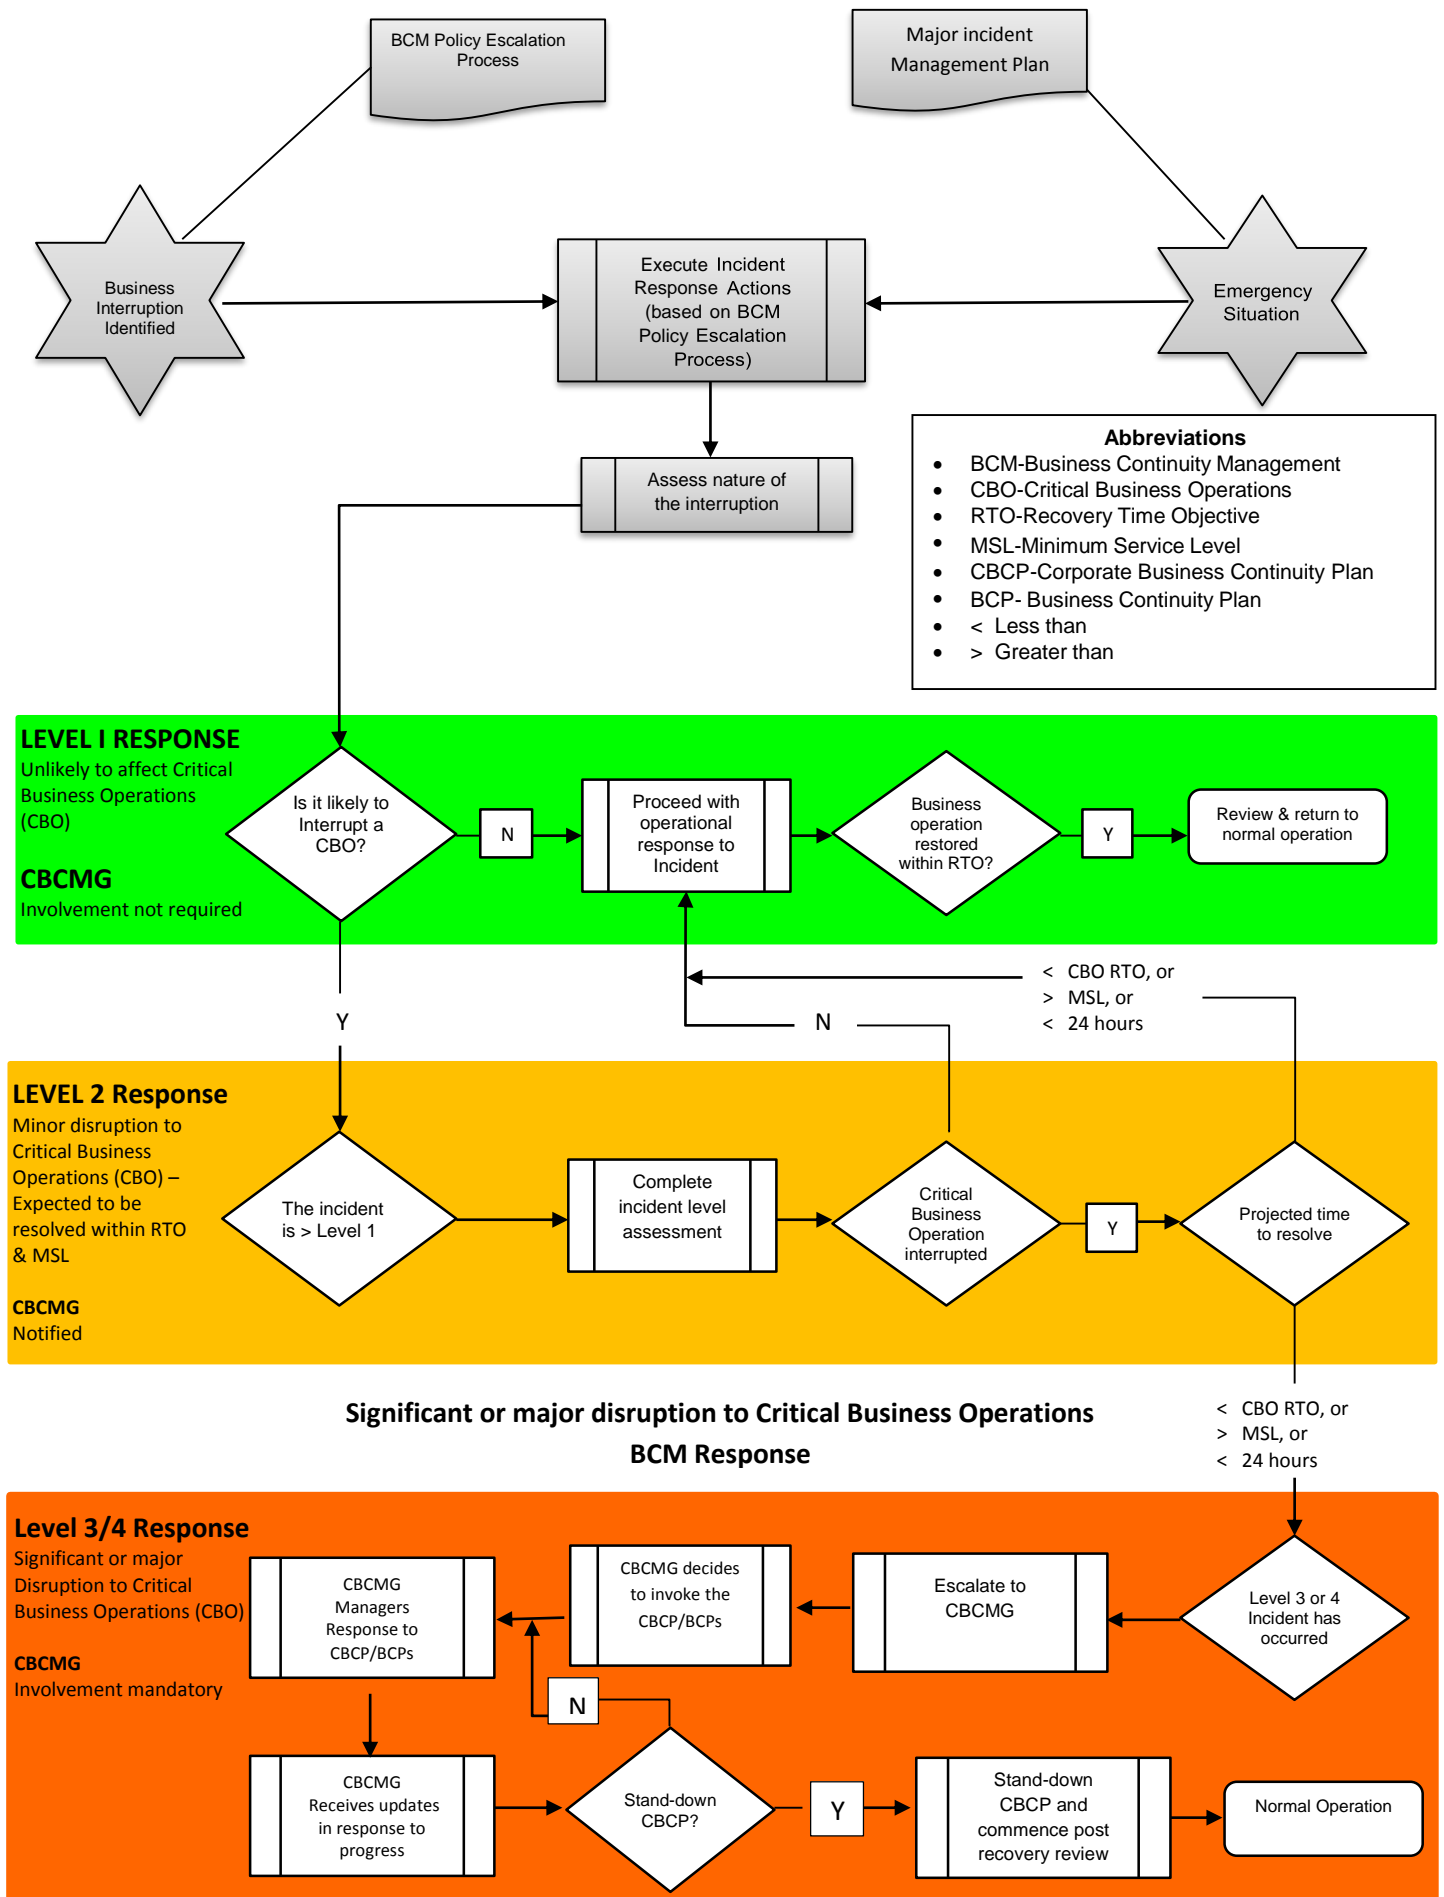 BCM Policy Escalation
Process
Major incident
Management Plan
Business
Interruption
Identified
Execute Incident
Response Actions
(based on BCM
Policy Escalation
Process)
Emergency
Situation
Assess nature of
the interruption
Abbreviations
• BCM-Business Continuity Management
• CBO-Critical Business Operations
• RTO-Recovery Time Objective
• MSL-Minimum Service Level
• CBCP-Corporate Business Continuity Plan
• BCP- Business Continuity Plan
• < Less than
• > Greater than
LEVEL I RESPONSE
Unlikely to affect Critical
Business Operations
(CBO)
CBCMG
Involvement not required
Is it likely to
Interrupt a
CBO?
N
Proceed with
operational
response to
Incident
Business
operation
restored
within RTO?
Y
Review & return to
normal operation
< CBO RTO, or
> MSL, or
< 24 hours
Y
N
LEVEL 2 Response
Minor disruption to
Critical Business
Operations (CBO) –
Expected to be
resolved within RTO
& MSL
CBCMG
Notified
The incident
is > Level 1
Complete
incident level
assessment
Critical
Business
Operation
interrupted
Y
Projected time
to resolve
Significant or major disruption to Critical Business Operations
BCM Response
< CBO RTO, or
> MSL, or
< 24 hours
Level 3/4 Response
Significant or major
Disruption to Critical
Business Operations (CBO)
CBCMG
Involvement mandatory
CBCMG
Managers
Response to
CBCP/BCPs
CBCMG decides
to invoke the
CBCP/BCPs
Escalate to
CBCMG
Level 3 or 4
Incident has
occurred
N
CBCMG
Receives updates
in response to
progress
Stand-down
CBCP?
Y
Stand-down
CBCP and
commence post
recovery review
Normal Operation